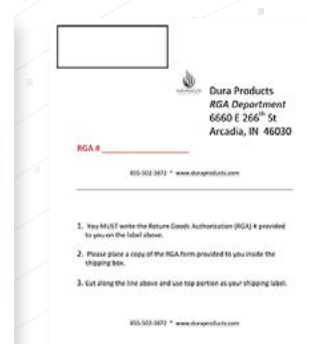 Dura Products
RGA Department
6660 E 266th St
Arcadia, IN 46030
RGA #
855-502-3872 * www.duraproducts.com
1. You MUST write the Return Goods Authorization (RGA) # provided
to you on the label above.
2. Please place a copy of the RGA form provided to you inside the
shipping box.
3. Cut along the line above and use top portion as your shipping label.
855-502-3872 * www.duraproducts.com